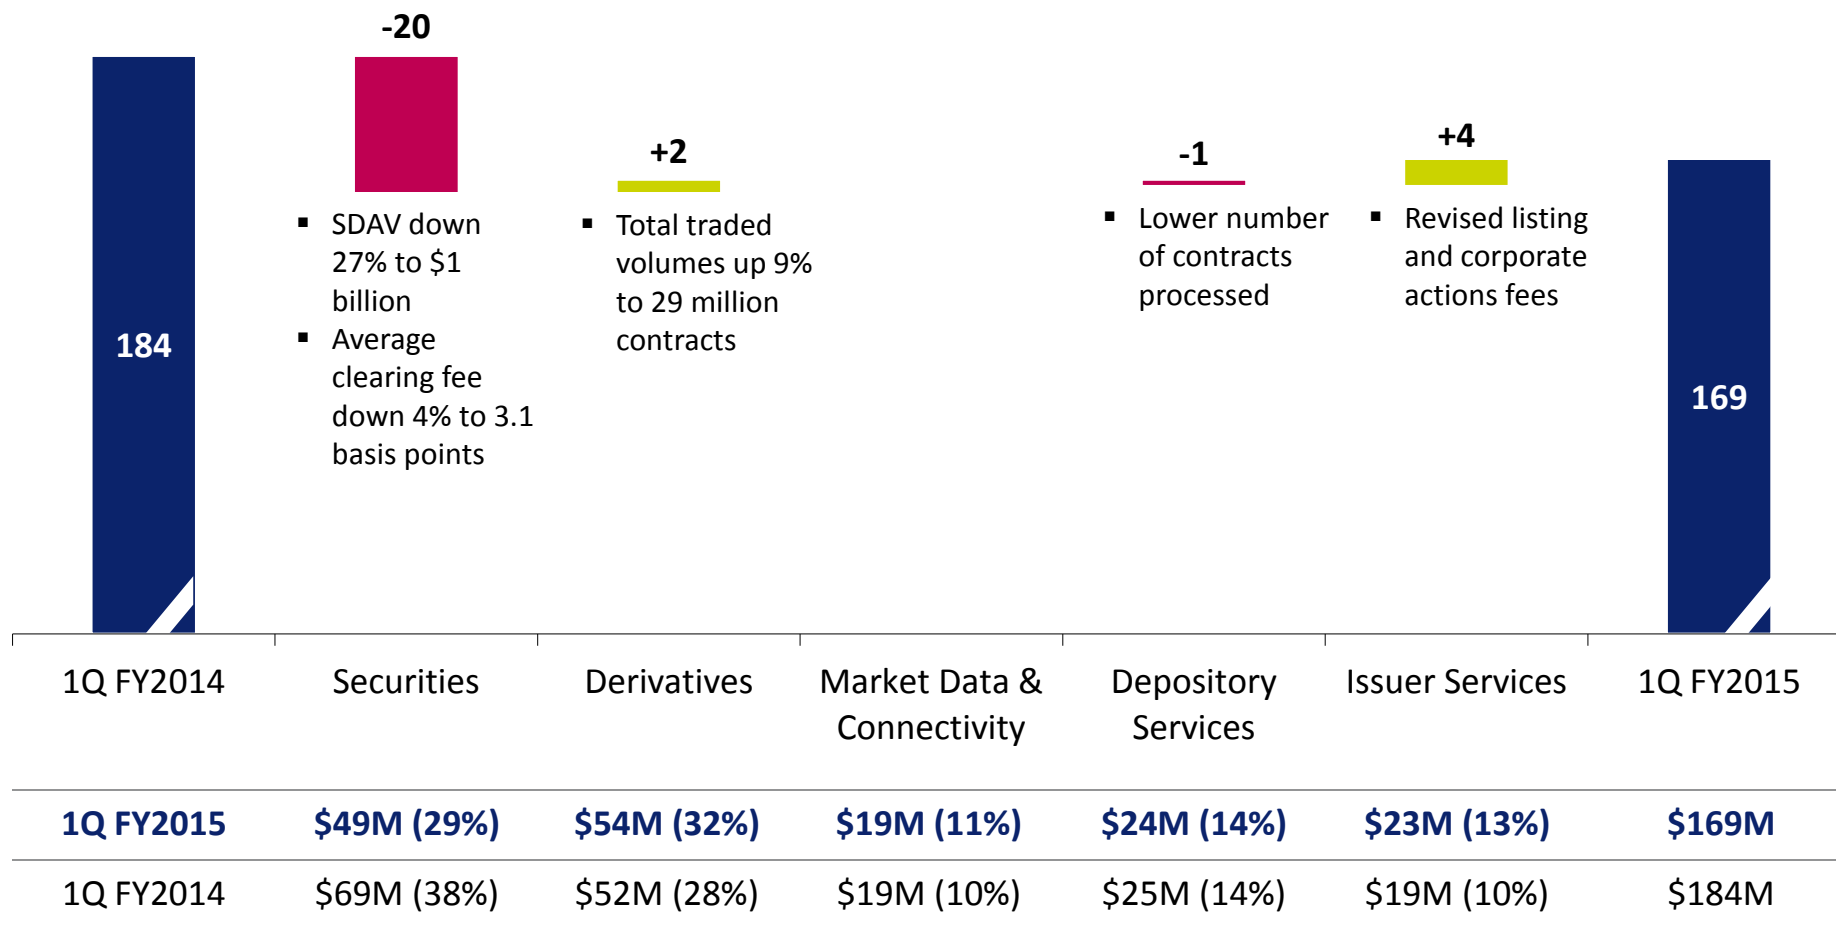 -20
+2
-1
+4
184
▪ SDAV down
27% to $1
billion
▪ Average
clearing fee
down 4% to 3.1
basis points
▪ Total traded
volumes up 9%
to 29 million
contracts
▪ Lower number
of contracts
processed
▪ Revised listing
and corporate
actions fees
169
1Q FY2014
Securities
Derivatives
Market Data &
Connectivity
Depository
Services
Issuer Services
1Q FY2015
1Q FY2015 $49M (29%) $54M (32%) $19M (11%) $24M (14%) $23M (13%) $169M
1Q FY2014 $69M (38%) $52M (28%) $19M (10%) $25M (14%) $19M (10%) $184M